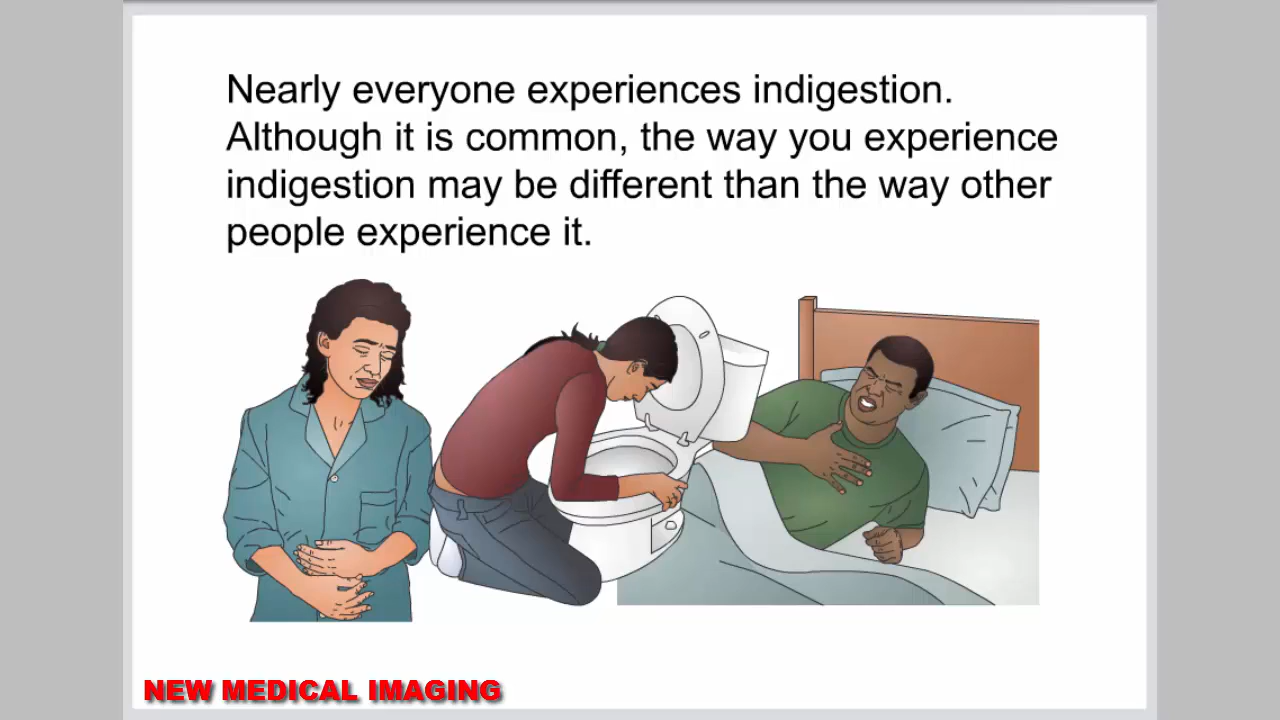 Nearly everyone experiences indigestion.
Although it is common, the way you experience
indigestion may be different than the way other
people experience it.
NEW MEDICAL IMAGING